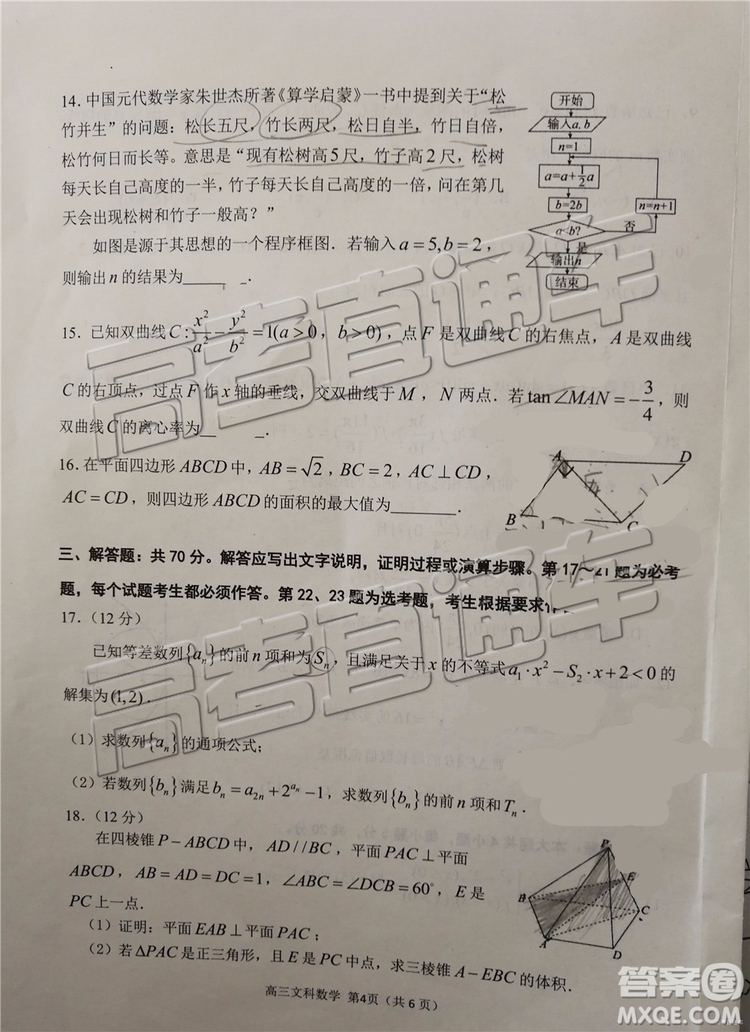 14.中国元代数学家朱世杰所著《算学启蒙》一书中提到关于“松
竹并生”的问题：松长五尺，竹长两尺，松日自半，竹日自倍，
松竹何日而长等。意思是“现有松树高5尺，竹子高2尺，松树
每天长自己高度的一半，竹子每天长自己高度的一倍，问在第几
天会出现松树和竹子一般高？”
如图是源于其思想的一个程序框图．若输入a=5,b=2，
则输出n的结果为______．
开始
输入a, b
n=1
a=a+½a
b=2b
n=n+1
a<b?
否
是
输出n
结束
15. 已知双曲线C: x²/a² − y²/b² = 1(a>0，b>0)，点F是双曲线C的右焦点，A是双曲线
C的右顶点，过点F作x轴的垂线，交双曲线于M，N两点．若tan∠MAN=−3/4，则
双曲线C的离心率为______．
16.在平面四边形ABCD中，AB=√2，BC=2，AC⊥CD，
AC=CD，则四边形ABCD的面积的最大值为______．
A
D
B
C
三、解答题：共70分。解答应写出文字说明，证明过程或演算步骤。第17～21题为必考
题，每个试题考生都必须作答。第22、23题为选考题，考生根据要求
17.（12分）
已知等差数列{aₙ}的前n项和为Sₙ，且满足关于x的不等式a₁·x²−S₂·x+2<0的
解集为(1,2)．
（1）求数列{aₙ}的通项公式；
（2）若数列{bₙ}满足bₙ=a₂ₙ+2^{aₙ}−1，求数列{bₙ}的前n项和Tₙ．
18.（12分）
在四棱锥P−ABCD中，AD//BC，平面PAC⊥平面
ABCD，AB=AD=DC=1，∠ABC=∠DCB=60°，E是
PC上一点．
（1）证明：平面EAB⊥平面PAC；
（2）若△PAC是正三角形，且E是PC中点，求三棱锥A−EBC的体积．
P
E
B
C
A
D
高三文科数学 第4页（共6页）
高考直通车
高考直通车
答案圈
MXQE.COM